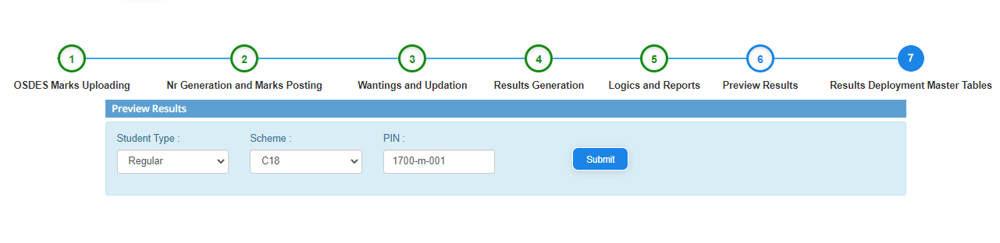 1 2 3 4 5 6 7
OSDES Marks Uploading Nr Generation and Marks Posting Wantings and Updation Results Generation Logics and Reports Preview Results Results Deployment Master Tables
Preview Results
Student Type : Scheme : PIN :
Regular C18 1700-m-001 Submit